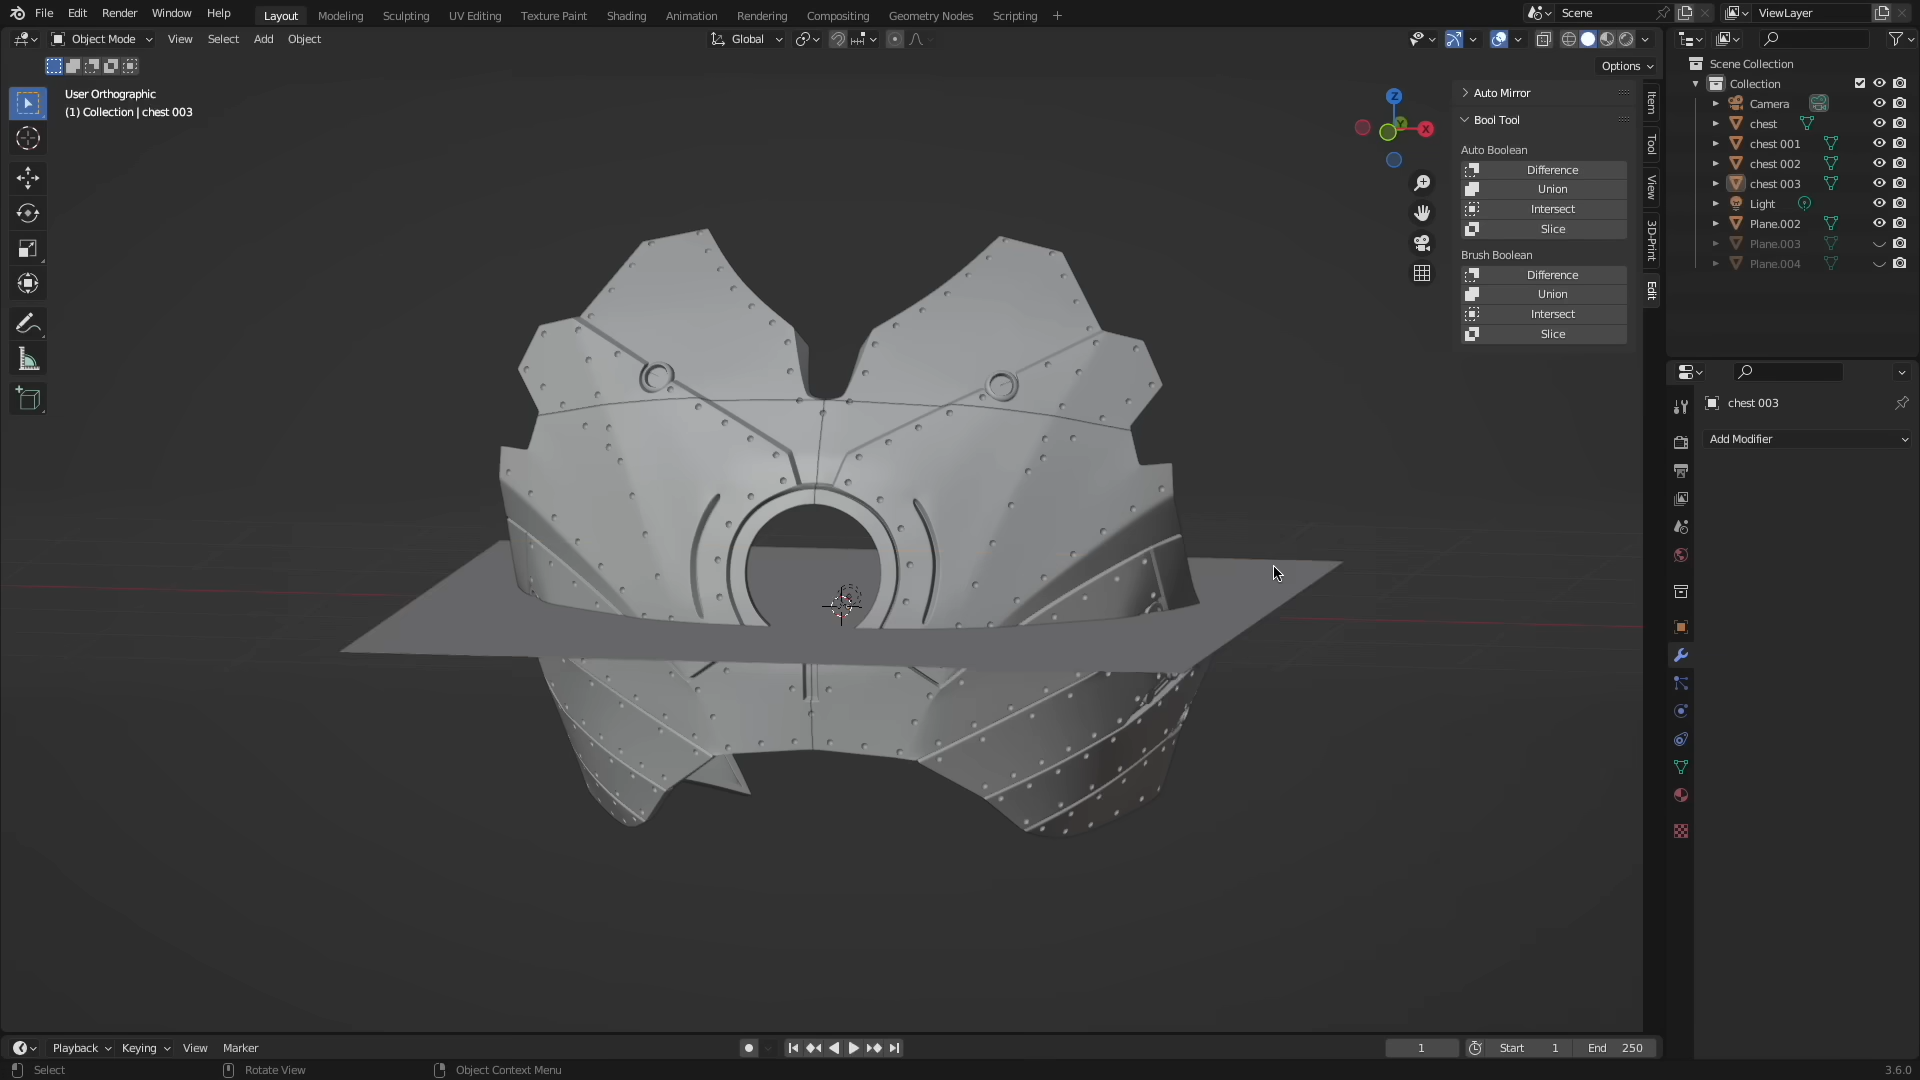 File Edit Render Window Help Layout Modeling Sculpting UV Editing Texture Paint Shading Animation Rendering Compositing Geometry Nodes Scripting + Scene ViewLayer
Object Mode View Select Add Object Global
Options
User Orthographic
(1) Collection | chest 003
Z
Y
X
Auto Mirror
Bool Tool
Auto Boolean
Difference
Union
Intersect
Slice
Brush Boolean
Difference
Union
Intersect
Slice
Item
Tool
View
3D-Print
Edit
Scene Collection
Collection
Camera
chest
chest 001
chest 002
chest 003
Light
Plane.002
Plane.003
Plane.004
chest 003
Add Modifier
Playback Keying View Marker 1 Start 1 End 250
Select Rotate View Object Context Menu 3.6.0